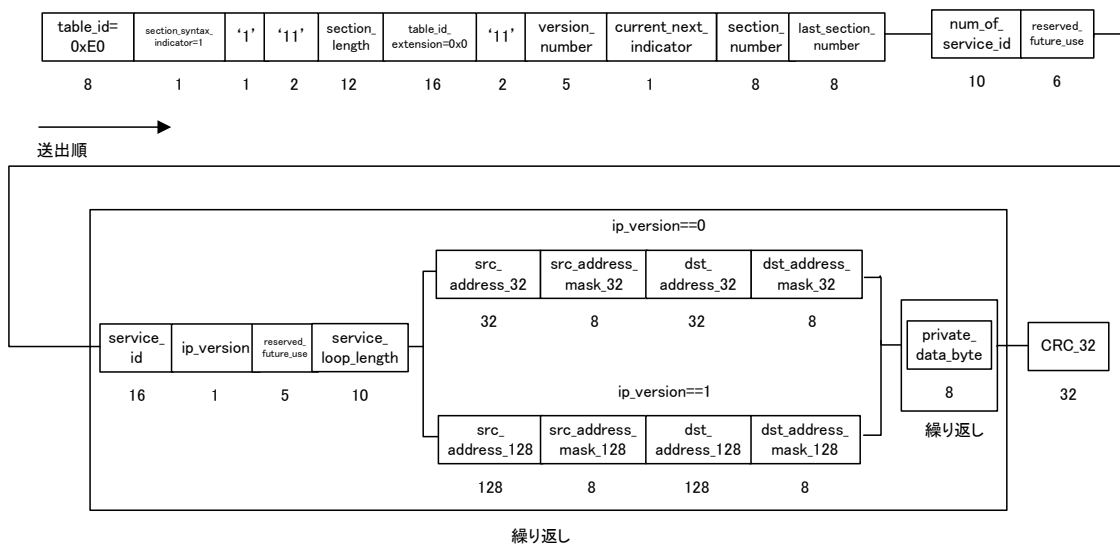 table_id=
0xE0
section_syntax_
indicator=1
‘1’
‘11’
section_
length
table_id_
extension=0x0
‘11’
version_
number
current_next_
indicator
section_
number
last_section_
number
num_of_
service_id
reserved_
future_use
8
1
1
2
12
16
2
5
1
8
8
10
6
送出順
ip_version==0
src_
address_32
src_address_
mask_32
dst_
address_32
dst_address_
mask_32
32
8
32
8
service_
id
ip_version
reserved_
future_use
service_
loop_length
16
1
5
10
private_
data_byte
8
繰り返し
CRC_32
32
ip_version==1
src_
address_128
src_address_
mask_128
dst_
address_128
dst_address_
mask_128
128
8
128
8
繰り返し